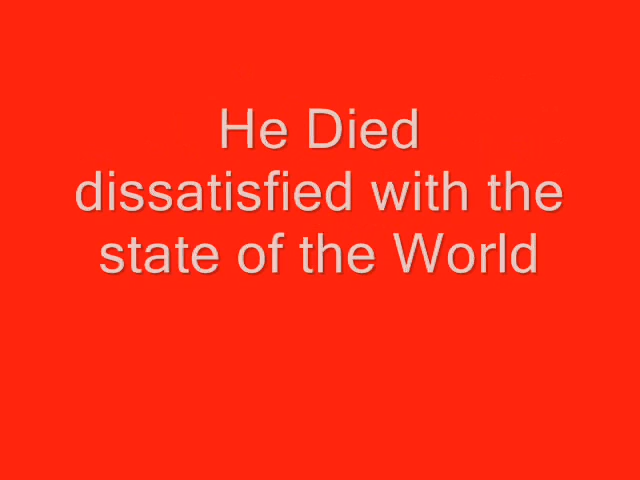 He Died
dissatisfied with the
state of the World